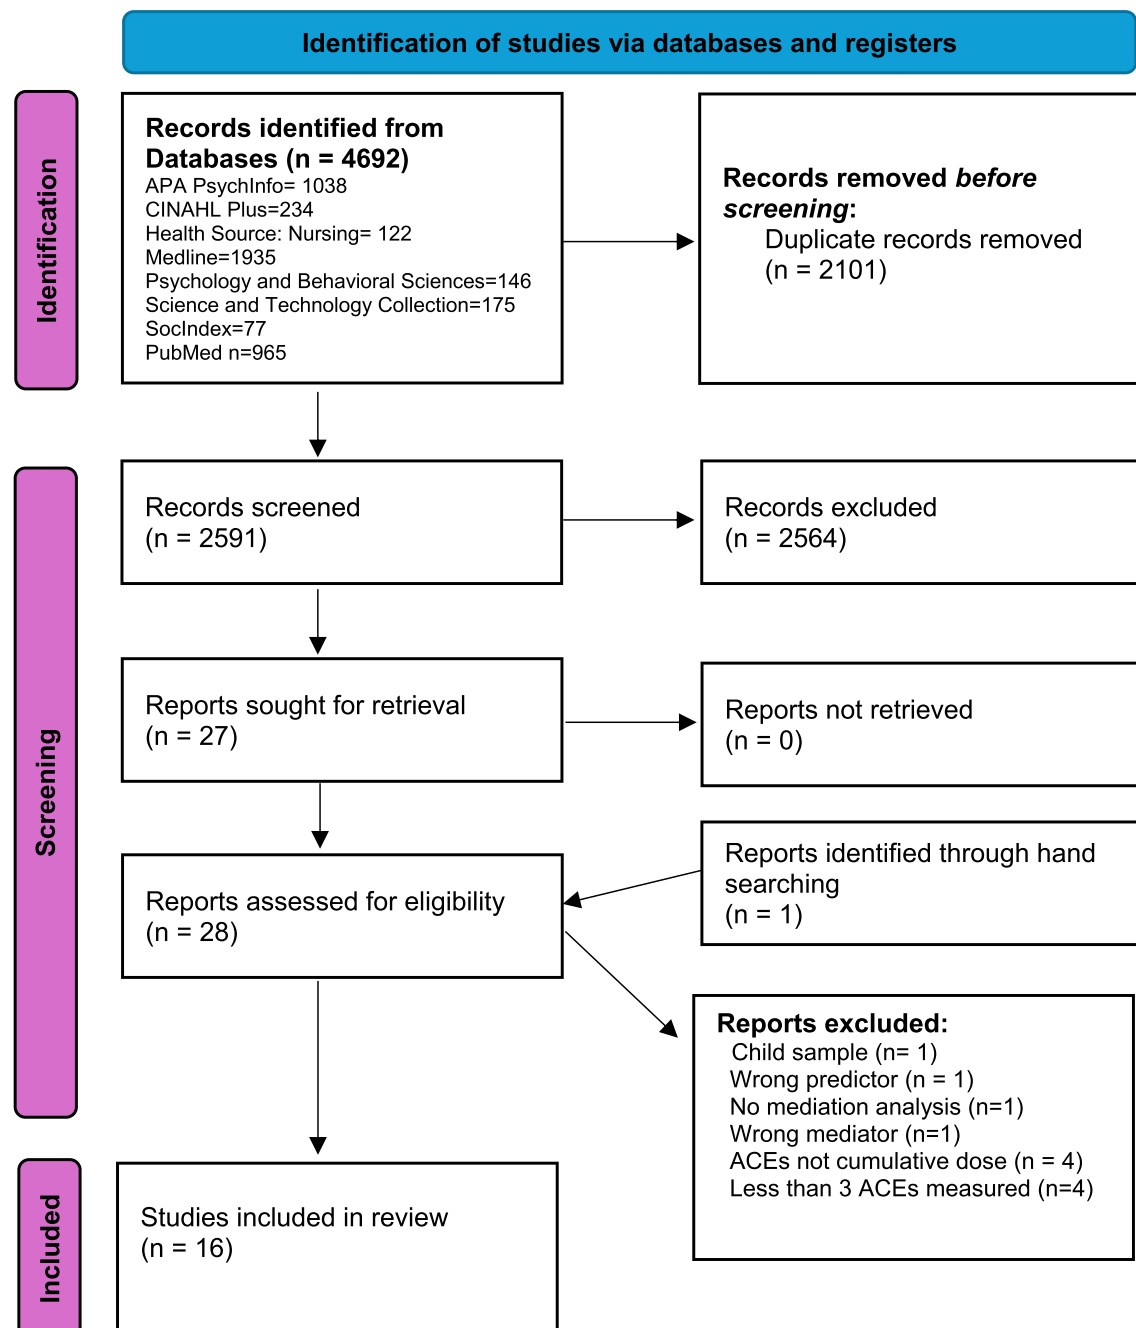 Identification of studies via databases and registers
Identification
Records identified from
Databases (n = 4692)
APA PsychInfo= 1038
CINAHL Plus=234
Health Source: Nursing= 122
Medline=1935
Psychology and Behavioral Sciences=146
Science and Technology Collection=175
SocIndex=77
PubMed n=965
Records removed before
screening:
Duplicate records removed
(n = 2101)
Screening
Records screened
(n = 2591)
Records excluded
(n = 2564)
Reports sought for retrieval
(n = 27)
Reports not retrieved
(n = 0)
Reports identified through hand
searching
(n = 1)
Reports assessed for eligibility
(n = 28)
Reports excluded:
Child sample (n= 1)
Wrong predictor (n = 1)
No mediation analysis (n=1)
Wrong mediator (n=1)
ACEs not cumulative dose (n = 4)
Less than 3 ACEs measured (n=4)
Included
Studies included in review
(n = 16)